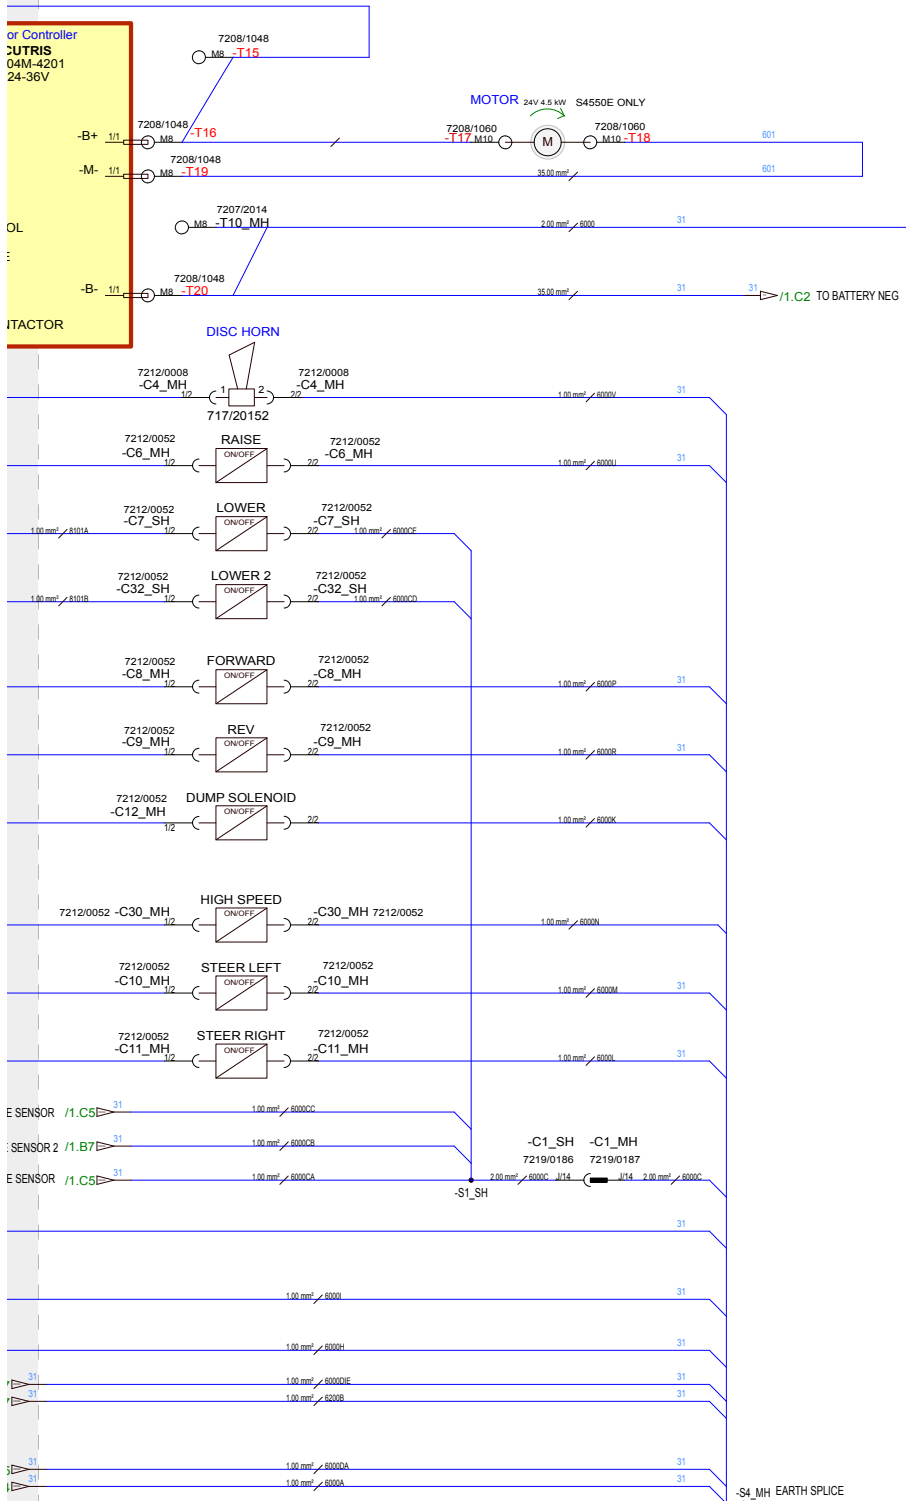 or Controller
CUTRIS
04M-4201
24-36V
7208/1048
M8 -T15
MOTOR 24V 4.5 kW S4550E ONLY
-B+ 1/1 7208/1048 M8 -T16
7208/1060 -T17 M10 M 7208/1060 M10 -T18 601
-M- 1/1 7208/1048 M8 -T19 35.00 mm² 601
7207/2014
M8 -T10_MH 2.00 mm² 6000 31
OL
E
7208/1048
-B- 1/1 M8 -T20 35.00 mm² 31 31 /1.C2 TO BATTERY NEG
NTACTOR
DISC HORN
7212/0008 7212/0008
-C4_MH 1/2 1 2 -C4_MH 2/2 1.00 mm² 6000V 31
717/20152
7212/0052 RAISE 7212/0052
-C6_MH 1/2 ON/OFF 2/2 -C6_MH 1.00 mm² 6000U 31
7212/0052 LOWER 7212/0052
1.00 mm² 8101A -C7_SH 1/2 ON/OFF 2/2 -C7_SH 1.00 mm² 6000CE
7212/0052 LOWER 2 7212/0052
1.00 mm² 8101B -C32_SH 1/2 ON/OFF 2/2 -C32_SH 1.00 mm² 6000CD
7212/0052 FORWARD 7212/0052
-C8_MH 1/2 ON/OFF 2/2 -C8_MH 1.00 mm² 6000P 31
7212/0052 REV 7212/0052
-C9_MH 1/2 ON/OFF 2/2 -C9_MH 1.00 mm² 6000R 31
7212/0052 DUMP SOLENOID
-C12_MH 1/2 ON/OFF 2/2 1.00 mm² 6000K 31
HIGH SPEED
7212/0052 -C30_MH 1/2 ON/OFF 2/2 -C30_MH 7212/0052 1.00 mm² 6000N 31
7212/0052 STEER LEFT 7212/0052
-C10_MH 1/2 ON/OFF 2/2 -C10_MH 1.00 mm² 6000M 31
7212/0052 STEER RIGHT 7212/0052
-C11_MH 1/2 ON/OFF 2/2 -C11_MH 1.00 mm² 6000L 31
E SENSOR /1.C5 31 1.00 mm² 6000CC
SENSOR 2 /1.B7 31 1.00 mm² 6000CB
-C1_SH -C1_MH
7219/0186 7219/0187
E SENSOR /1.C5 31 1.00 mm² 6000CA 2.00 mm² 6000C J/14 J/14 2.00 mm² 6000C
-S1_SH
31
1.00 mm² 6000I 31
1.00 mm² 6000H 31
31 1.00 mm² 6000DIE 31
31 1.00 mm² 6200B 31
31 1.00 mm² 6000DA 31
31 1.00 mm² 6000A 31
-S4_MH EARTH SPLICE